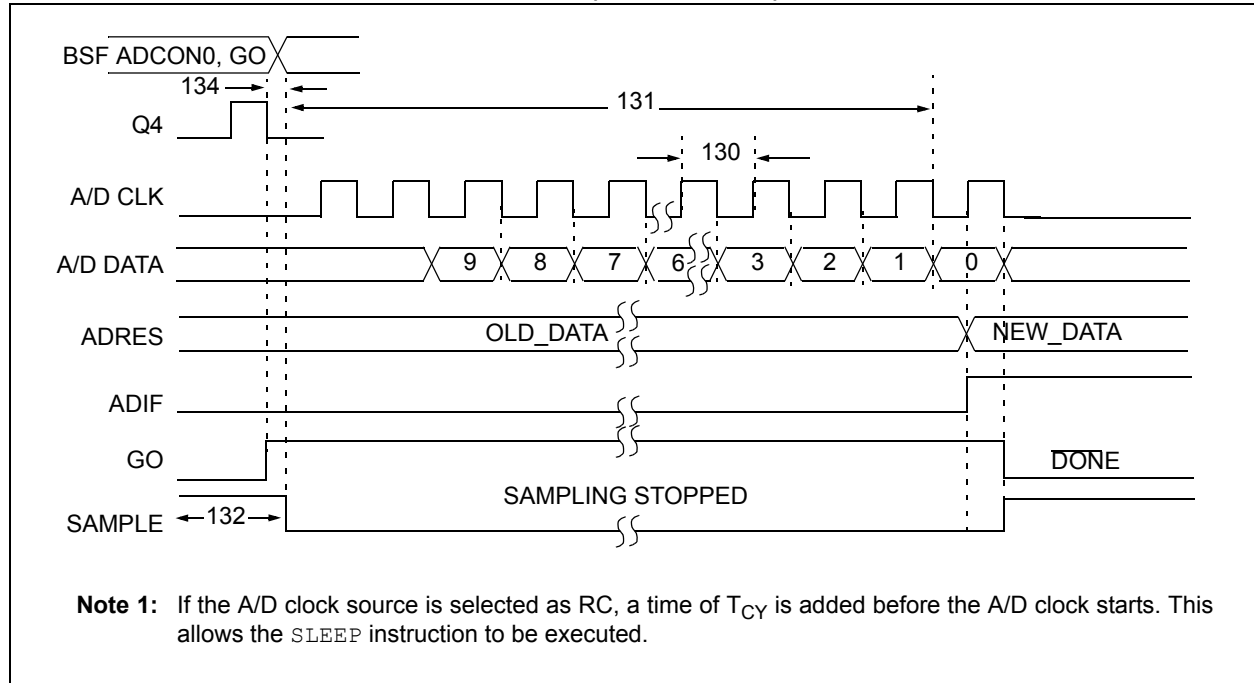 BSF ADCON0, GO
134
131
Q4
130
A/D CLK
A/D DATA 9 8 7 6 3 2 1 0
ADRES OLD_DATA NEW_DATA
ADIF
GO DONE
SAMPLING STOPPED
SAMPLE 132
Note 1: If the A/D clock source is selected as RC, a time of TCY is added before the A/D clock starts. This
allows the SLEEP instruction to be executed.